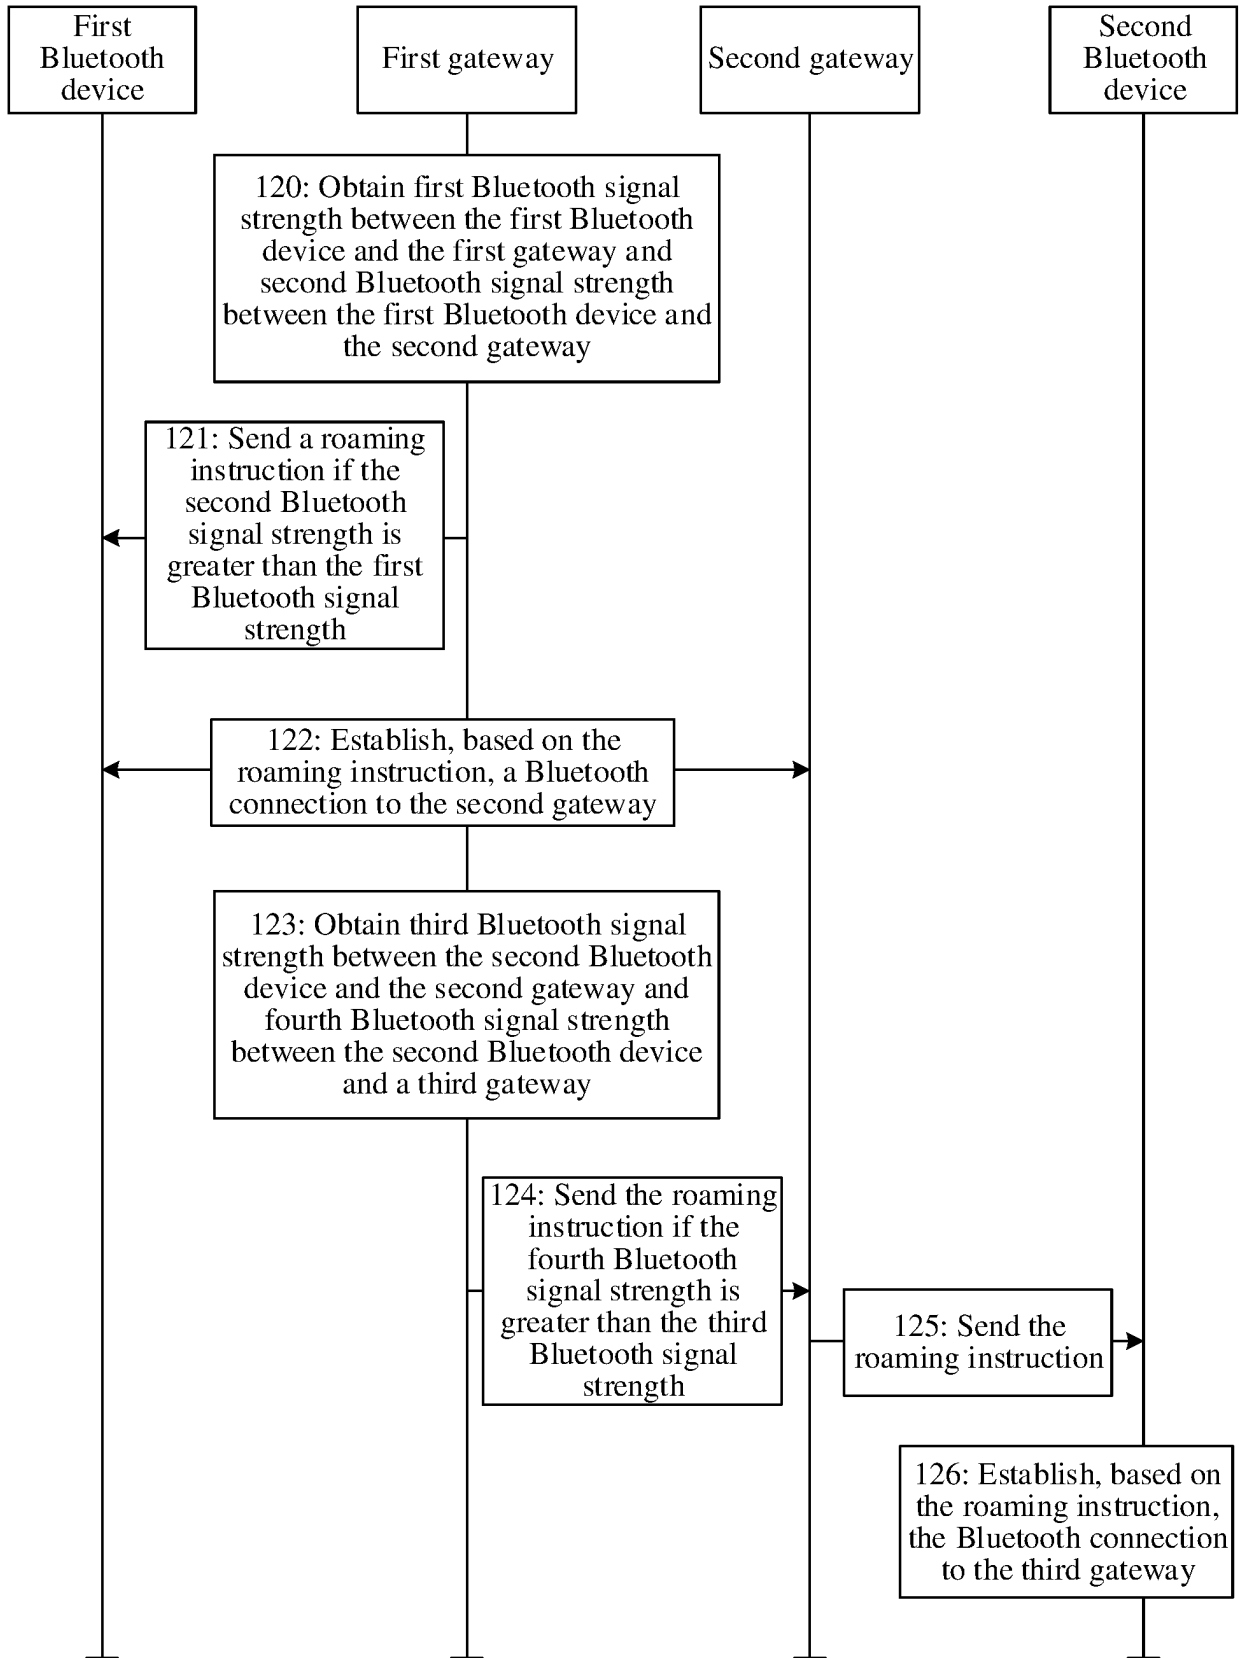 First
Bluetooth
device
First gateway
Second gateway
Second
Bluetooth
device
120: Obtain first Bluetooth signal
strength between the first Bluetooth
device and the first gateway and
second Bluetooth signal strength
between the first Bluetooth device and
the second gateway
121: Send a roaming
instruction if the
second Bluetooth
signal strength is
greater than the first
Bluetooth signal
strength
122: Establish, based on the
roaming instruction, a Bluetooth
connection to the second gateway
123: Obtain third Bluetooth signal
strength between the second Bluetooth
device and the second gateway and
fourth Bluetooth signal strength
between the second Bluetooth device
and a third gateway
124: Send the roaming
instruction if the
fourth Bluetooth
signal strength is
greater than the third
Bluetooth signal
strength
125: Send the
roaming instruction
126: Establish, based on
the roaming instruction,
the Bluetooth connection
to the third gateway